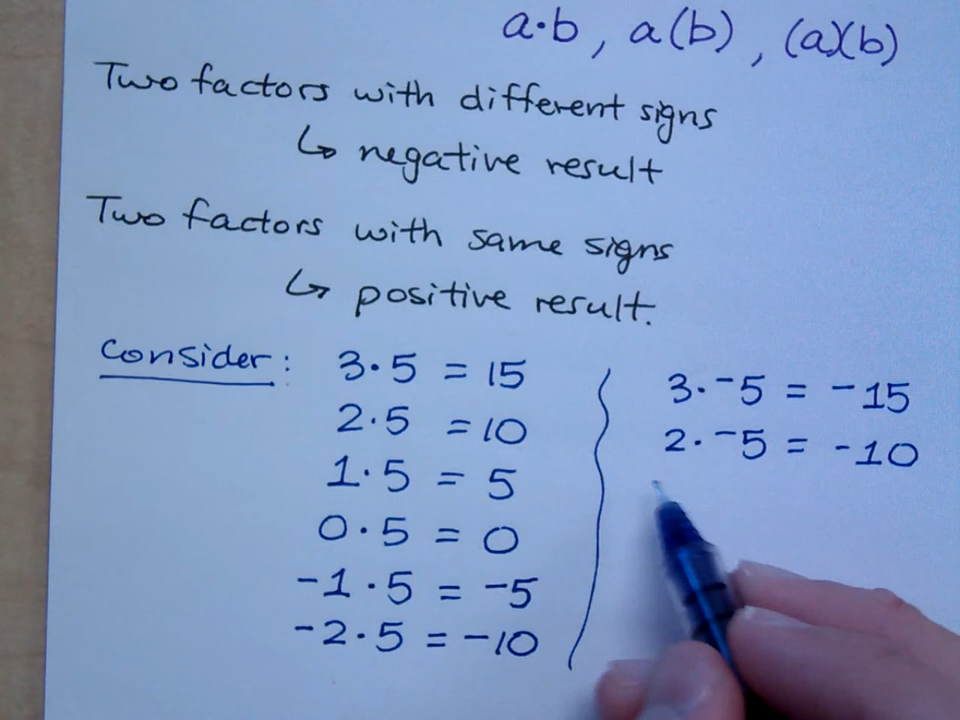 a·b, a(b), (a)(b)
Two factors with different signs
↳ negative result
Two factors with same signs
↳ positive result.
Consider: 3·5 = 15
2·5 = 10
1·5 = 5
0·5 = 0
-1·5 = -5
-2·5 = -10
3·-5 = -15
2·-5 = -10